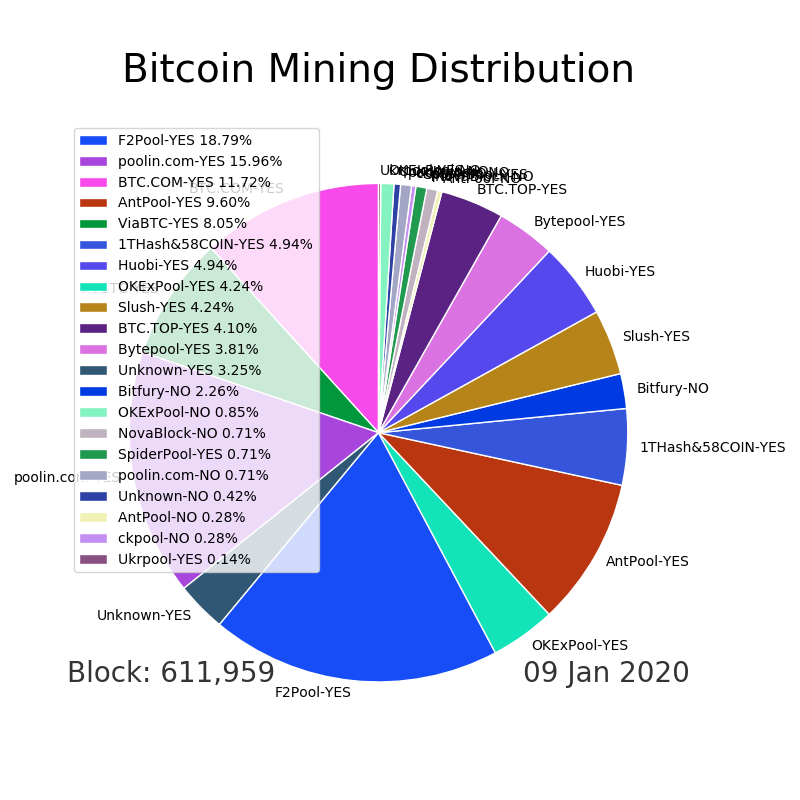 Bitcoin Mining Distribution
F2Pool-YES 18.79%
poolin.com-YES 15.96%
BTC.COM-YES 11.72%
AntPool-YES 9.60%
ViaBTC-YES 8.05%
1THash&58COIN-YES 4.94%
Huobi-YES 4.94%
OKExPool-YES 4.24%
Slush-YES 4.24%
BTC.TOP-YES 4.10%
Bytepool-YES 3.81%
Unknown-YES 3.25%
Bitfury-NO 2.26%
OKExPool-NO 0.85%
NovaBlock-NO 0.71%
SpiderPool-YES 0.71%
poolin.com-NO 0.71%
Unknown-NO 0.42%
AntPool-NO 0.28%
ckpool-NO 0.28%
Ukrpool-YES 0.14%
BTC.COM-YES
BTC.TOP-YES
Bytepool-YES
Huobi-YES
Slush-YES
Bitfury-NO
1THash&58COIN-YES
AntPool-YES
OKExPool-YES
F2Pool-YES
Unknown-YES
poolin.com-YES
Block: 611,959
09 Jan 2020